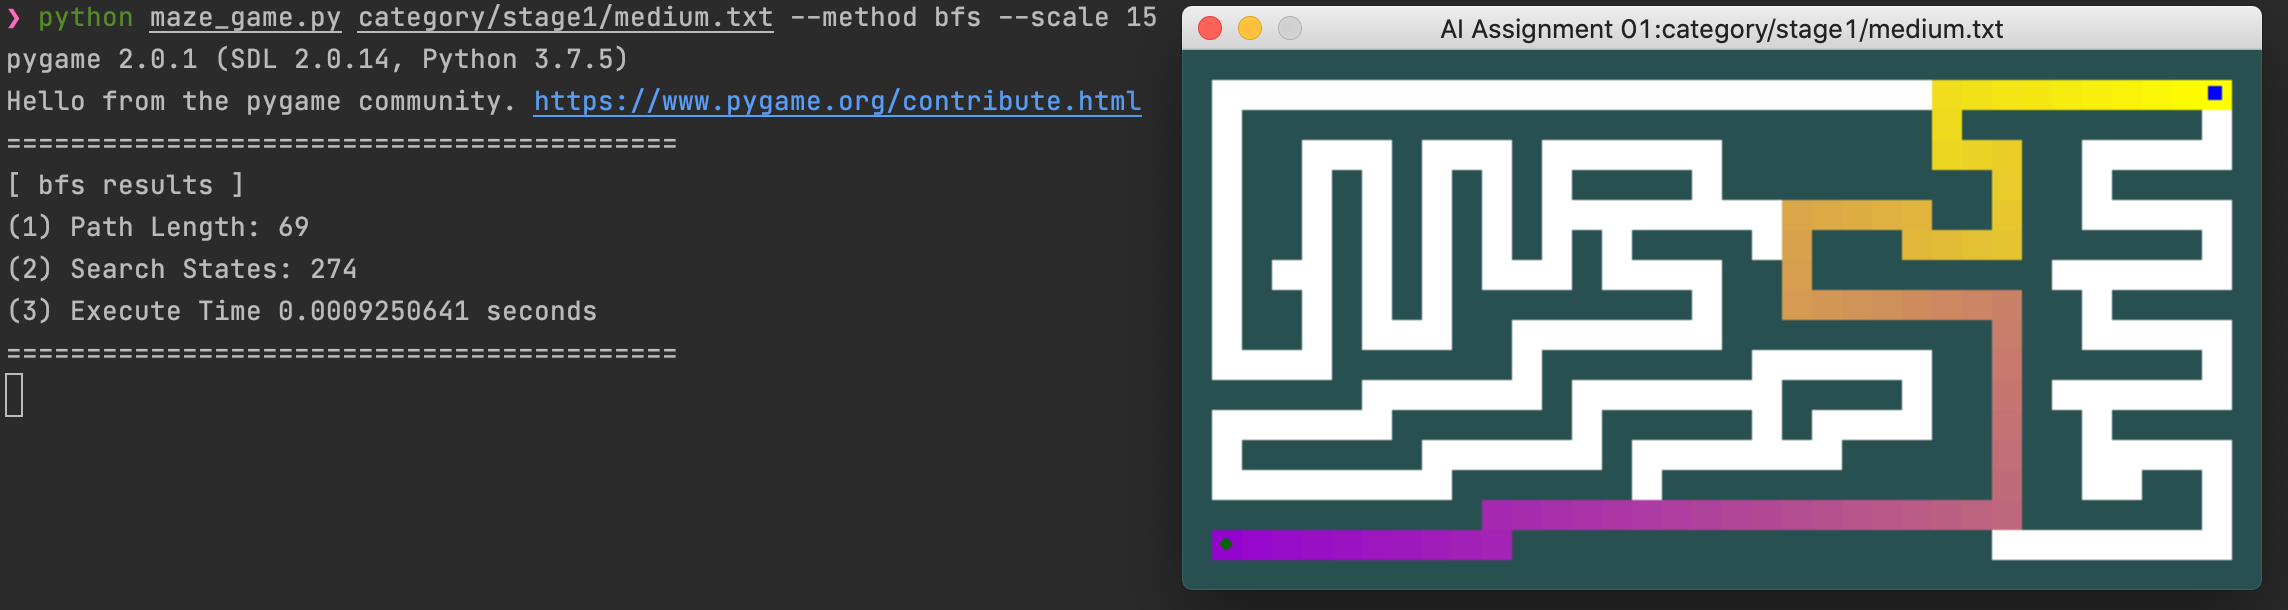 ❯ python maze_game.py category/stage1/medium.txt --method bfs --scale 15
pygame 2.0.1 (SDL 2.0.14, Python 3.7.5)
Hello from the pygame community. https://www.pygame.org/contribute.html
==========================================
[ bfs results ]
(1) Path Length: 69
(2) Search States: 274
(3) Execute Time 0.0009250641 seconds
==========================================
AI Assignment 01:category/stage1/medium.txt